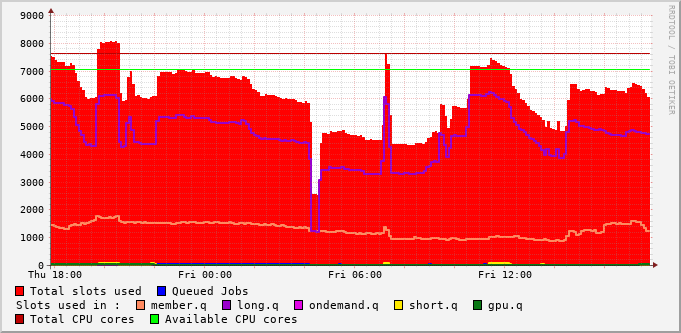 9000
8000
7000
6000
5000
4000
3000
2000
1000
0
Thu 18:00 Fri 00:00 Fri 06:00 Fri 12:00
RRDTOOL / TOBI OETIKER
Total slots used Queued Jobs
Slots used in : member.q long.q ondemand.q short.q gpu.q
Total CPU cores Available CPU cores